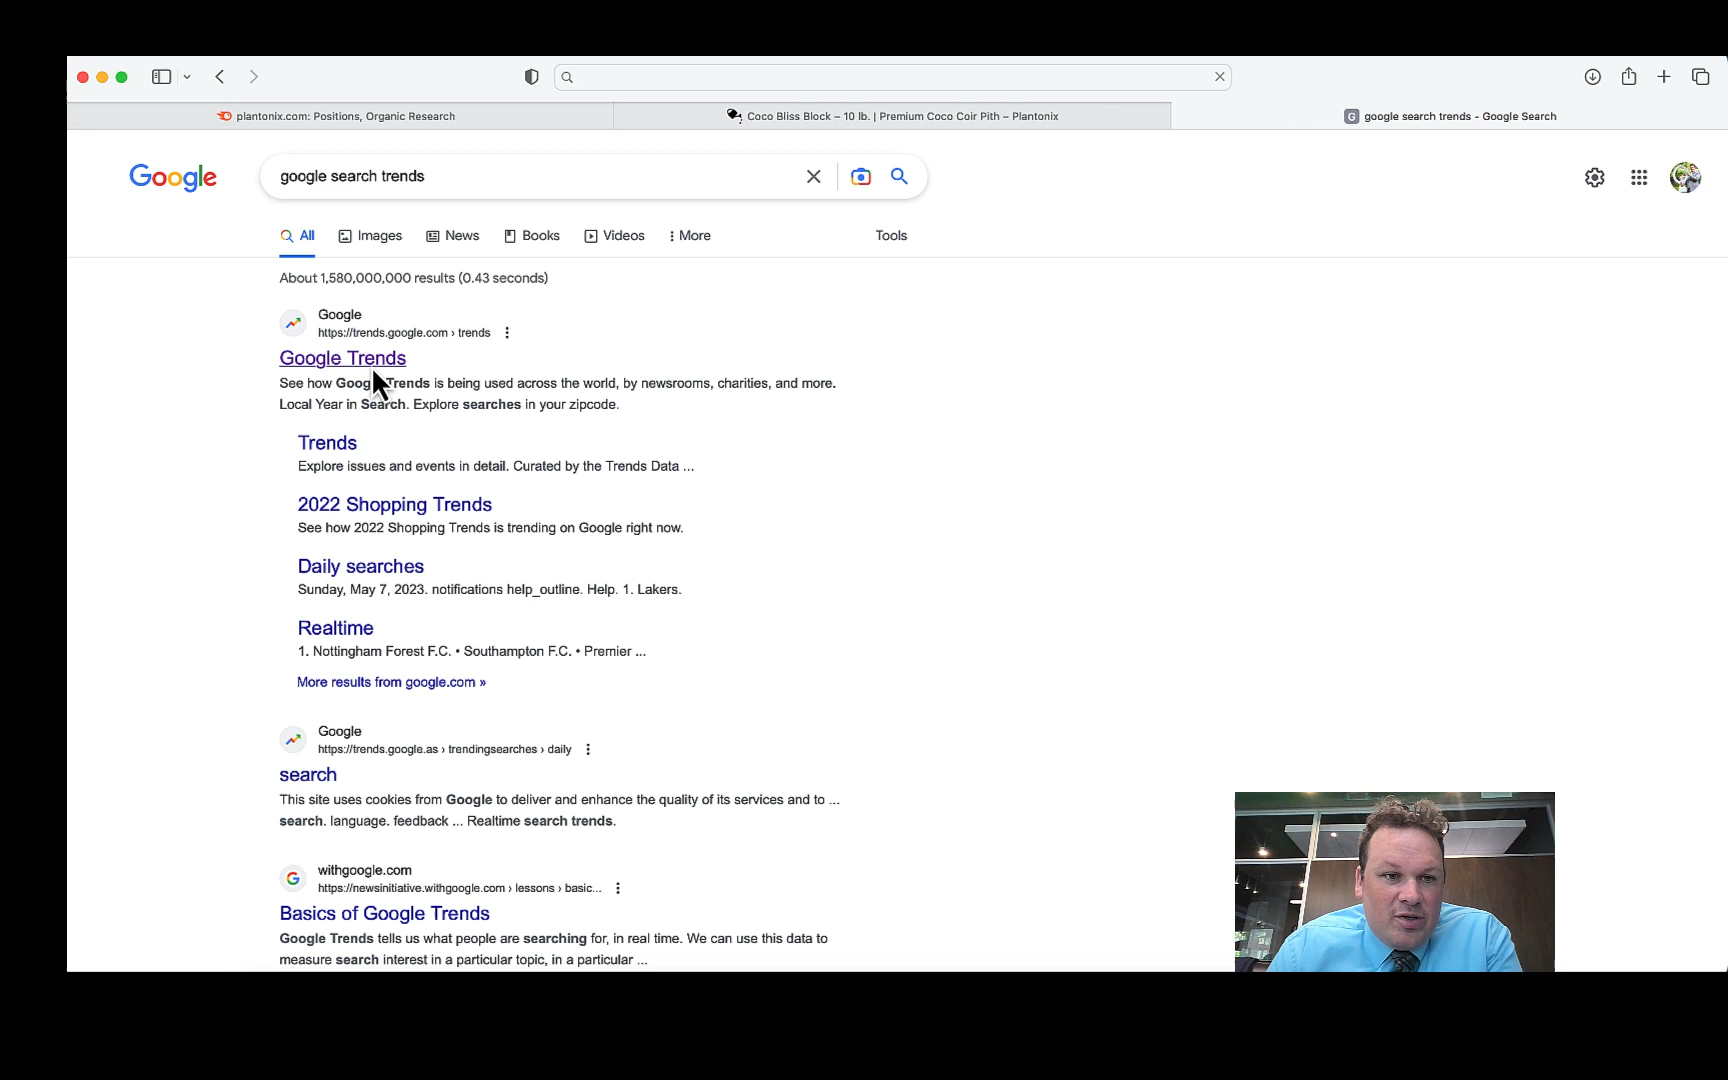 plantonix.com: Positions, Organic Research
Coco Bliss Block – 10 lb. | Premium Coco Coir Pith – Plantonix
G google search trends - Google Search
Google
google search trends
All
Images
News
Books
Videos
More
Tools
About 1,580,000,000 results (0.43 seconds)
Google
https://trends.google.com › trends
Google Trends
See how Google Trends is being used across the world, by newsrooms, charities, and more.
Local Year in Search. Explore searches in your zipcode.
Trends
Explore issues and events in detail. Curated by the Trends Data ...
2022 Shopping Trends
See how 2022 Shopping Trends is trending on Google right now.
Daily searches
Sunday, May 7, 2023. notifications help_outline. Help. 1. Lakers.
Realtime
1. Nottingham Forest F.C. • Southampton F.C. • Premier ...
More results from google.com »
Google
https://trends.google.as › trendingsearches › daily
search
This site uses cookies from Google to deliver and enhance the quality of its services and to ...
search. language. feedback ... Realtime search trends.
G
withgoogle.com
https://newsinitiative.withgoogle.com › lessons › basic...
Basics of Google Trends
Google Trends tells us what people are searching for, in real time. We can use this data to
measure search interest in a particular topic, in a particular ...